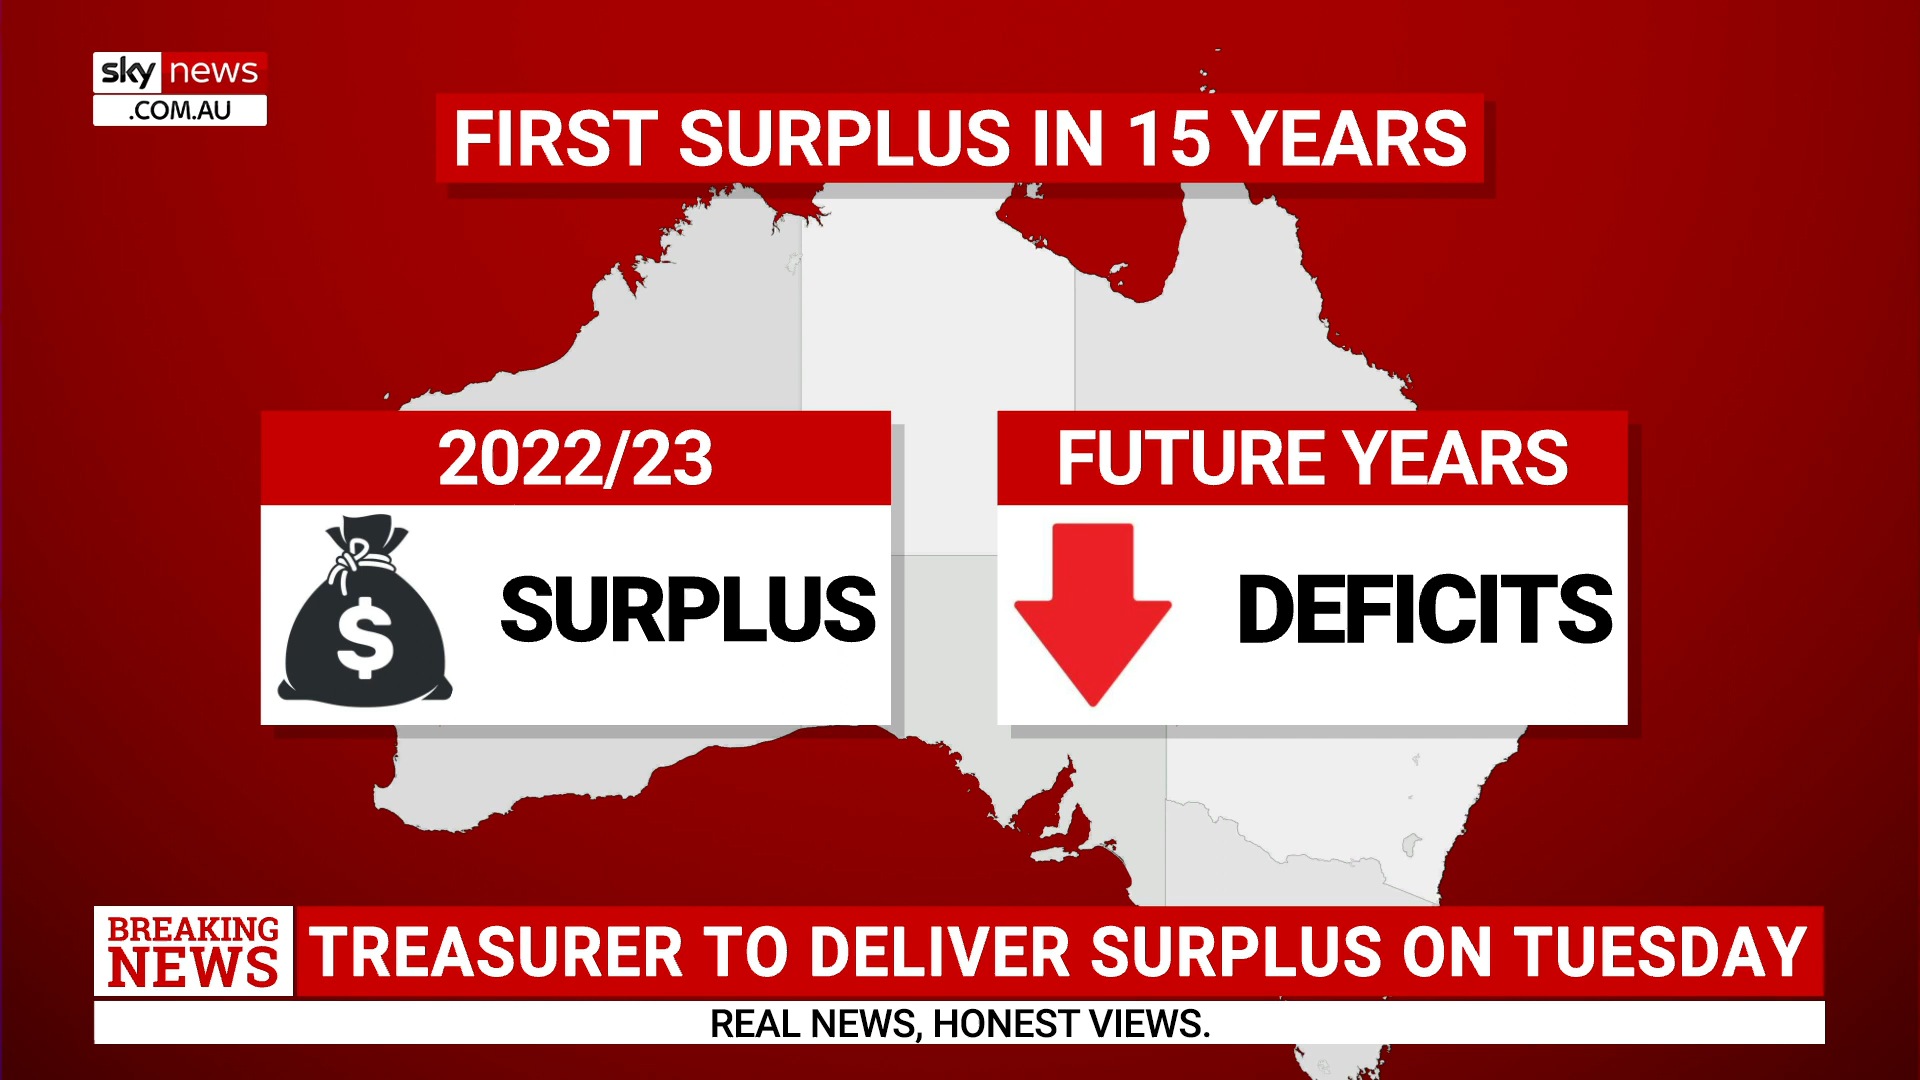 sky news
.COM.AU
FIRST SURPLUS IN 15 YEARS
2022/23
$
SURPLUS
FUTURE YEARS
DEFICITS
BREAKING
NEWS
TREASURER TO DELIVER SURPLUS ON TUESDAY
REAL NEWS, HONEST VIEWS.